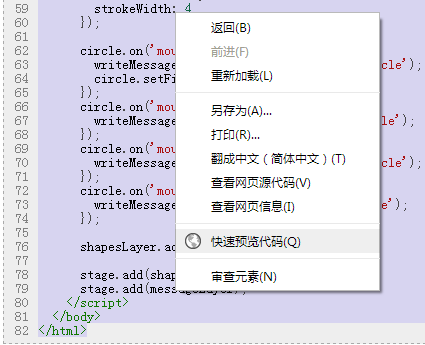 59 strokeWidth: 4
60 });
61
62 circle.on('mou
63 writeMessage cle');
64 circle.setFi
65 });
66 circle.on('mou
67 writeMessage le');
68 });
69 circle.on('mou
70 writeMessage cle');
71 });
72 circle.on('mou
73 writeMessage cle');
74 });
75
76 shapesLayer.ad
77
78 stage.add(shap
79 stage.add(messageLayer);
80 </script>
81 </body>
82 </html>
返回(B)
前进(F)
重新加载(L)
另存为(A)...
打印(R)...
翻成中文（简体中文）(T)
查看网页源代码(V)
查看网页信息(I)
快速预览代码(Q)
审查元素(N)